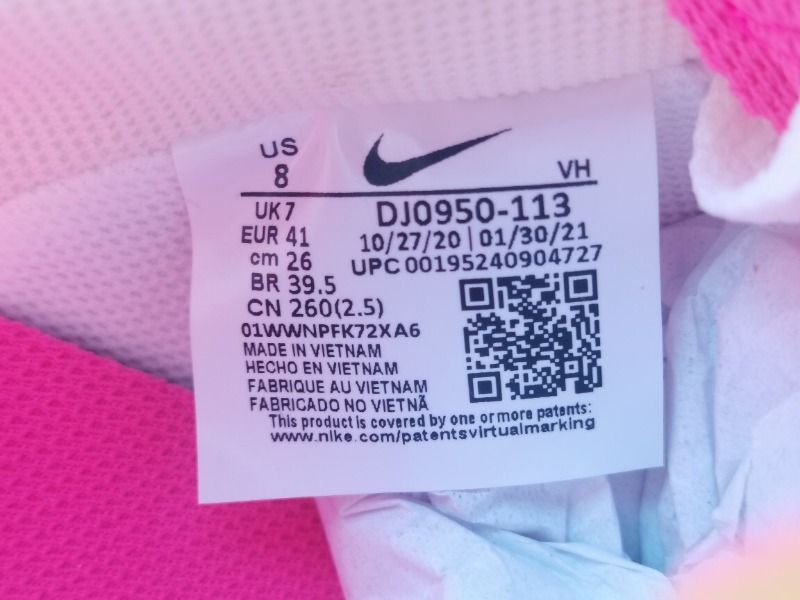 US
8
VH
UK 7
DJ0950-113
EUR 41
10/27/20 | 01/30/21
cm 26
UPC 00195240904727
BR 39.5
CN 260(2.5)
01WWNPFK72XA6
MADE IN VIETNAM
HECHO EN VIETNAM
FABRIQUE AU VIETNAM
FABRICADO NO VIETNÃ
This product is covered by one or more patents:
www.nike.com/patentsvirtualmarking